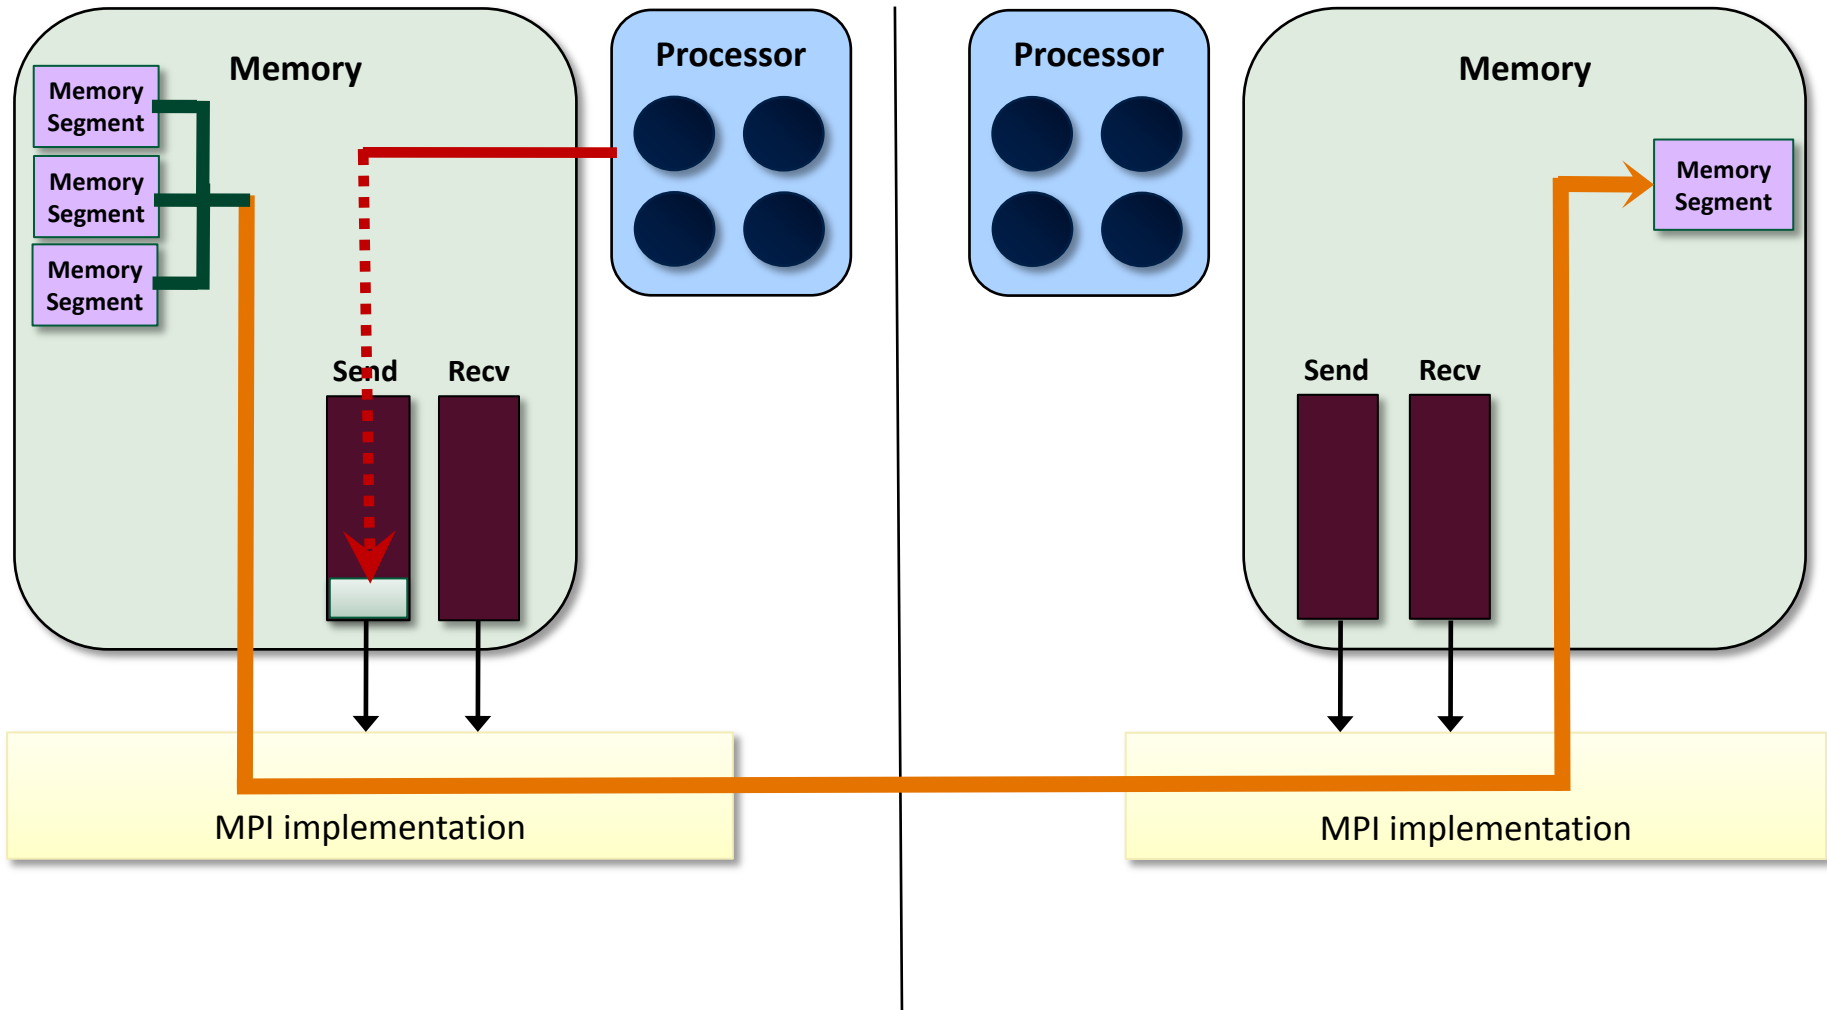 Memory
Memory
Segment
Memory
Segment
Memory
Segment
Send
Recv
Processor
MPI implementation
Processor
Memory
Memory
Segment
Send
Recv
MPI implementation